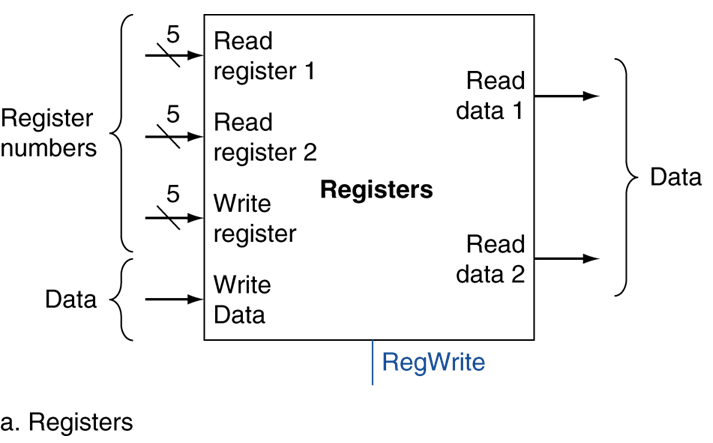 5
Read
register 1
5
Read
register 2
5
Write
register
Write
Data
Register
numbers
Data
Registers
Read
data 1
Read
data 2
Data
RegWrite
a. Registers